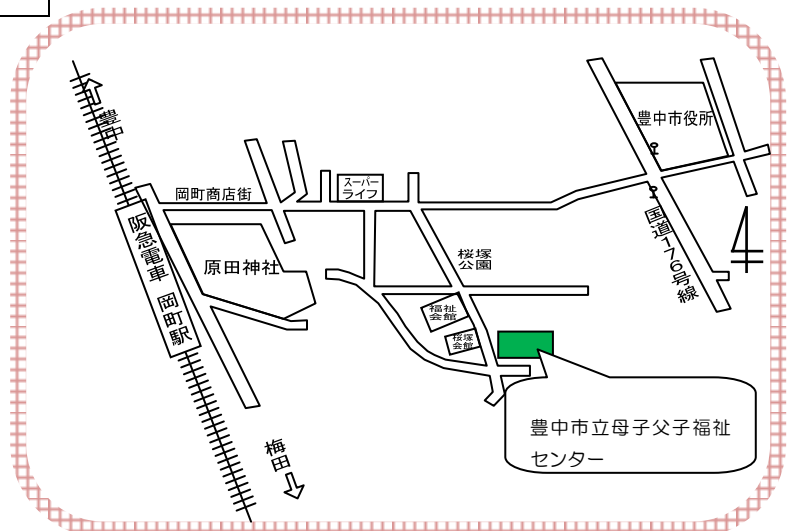 豊中
豊中市役所
岡町商店街
スーパー
ライフ
阪急電車 岡町駅
原田神社
桜塚
公園
国道176号線
福祉
会館
桜塚
会館
豊中市立母子父子福祉
センター
梅田